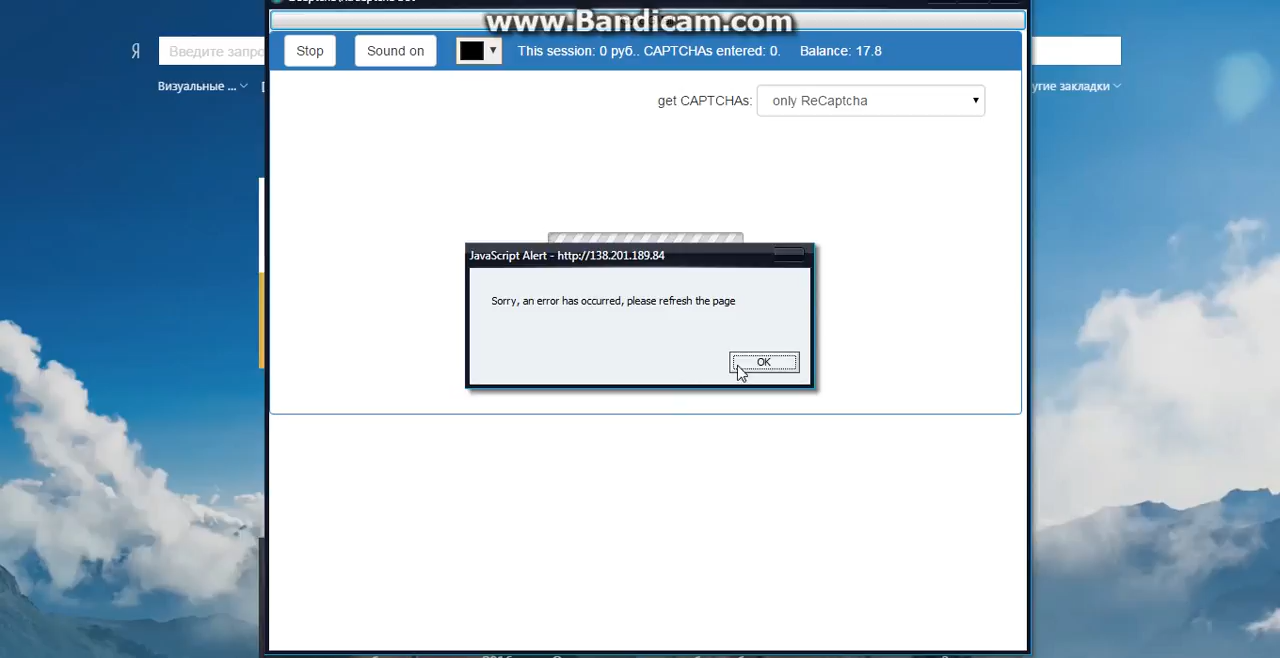 www.Bandicam.com
Я
Введите запро
Stop
Sound on
This session: 0 руб.. CAPTCHAs entered: 0.
Balance: 17.8
Визуальные ...
гие закладки
get CAPTCHAs:
only ReCaptcha
JavaScript Alert - http://138.201.189.84
Sorry, an error has occurred, please refresh the page
OK